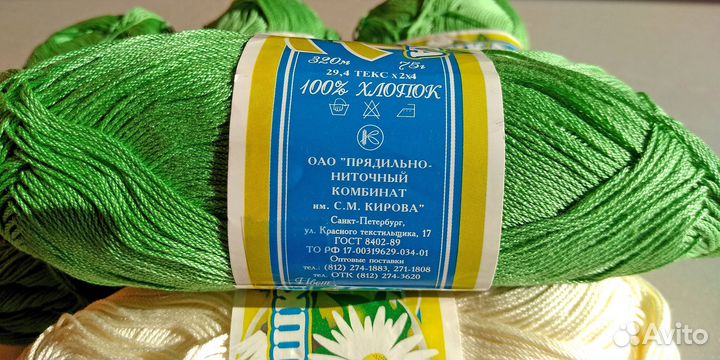 320м 75г
29,4 ТЕКС х2х4
100% ХЛОПОК
К
ОАО "ПРЯДИЛЬНО-
НИТОЧНЫЙ
КОМБИНАТ
им. С.М. КИРОВА"
Санкт-Петербург,
ул. Красного текстильщика, 17
ГОСТ 8402-89
ТО РФ 17-00319629-034-01
Оптовые поставки
тел.: (812) 274-1883, 271-1808
тел. ОТК (812) 274-3620
Цвет
Avito